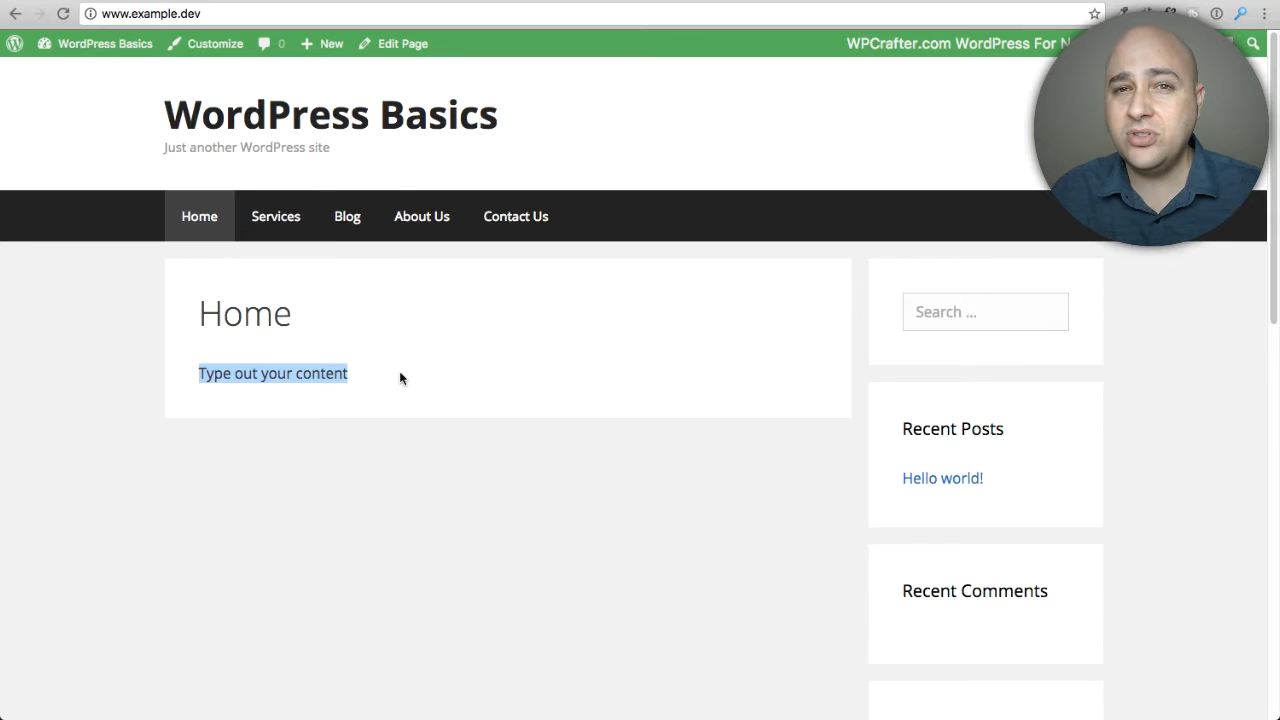 www.example.dev
WordPress Basics Customize 0 New Edit Page WPCrafter.com WordPress For
WordPress Basics
Just another WordPress site
Home Services Blog About Us Contact Us
Home
Search ...
Type out your content
Recent Posts
Hello world!
Recent Comments